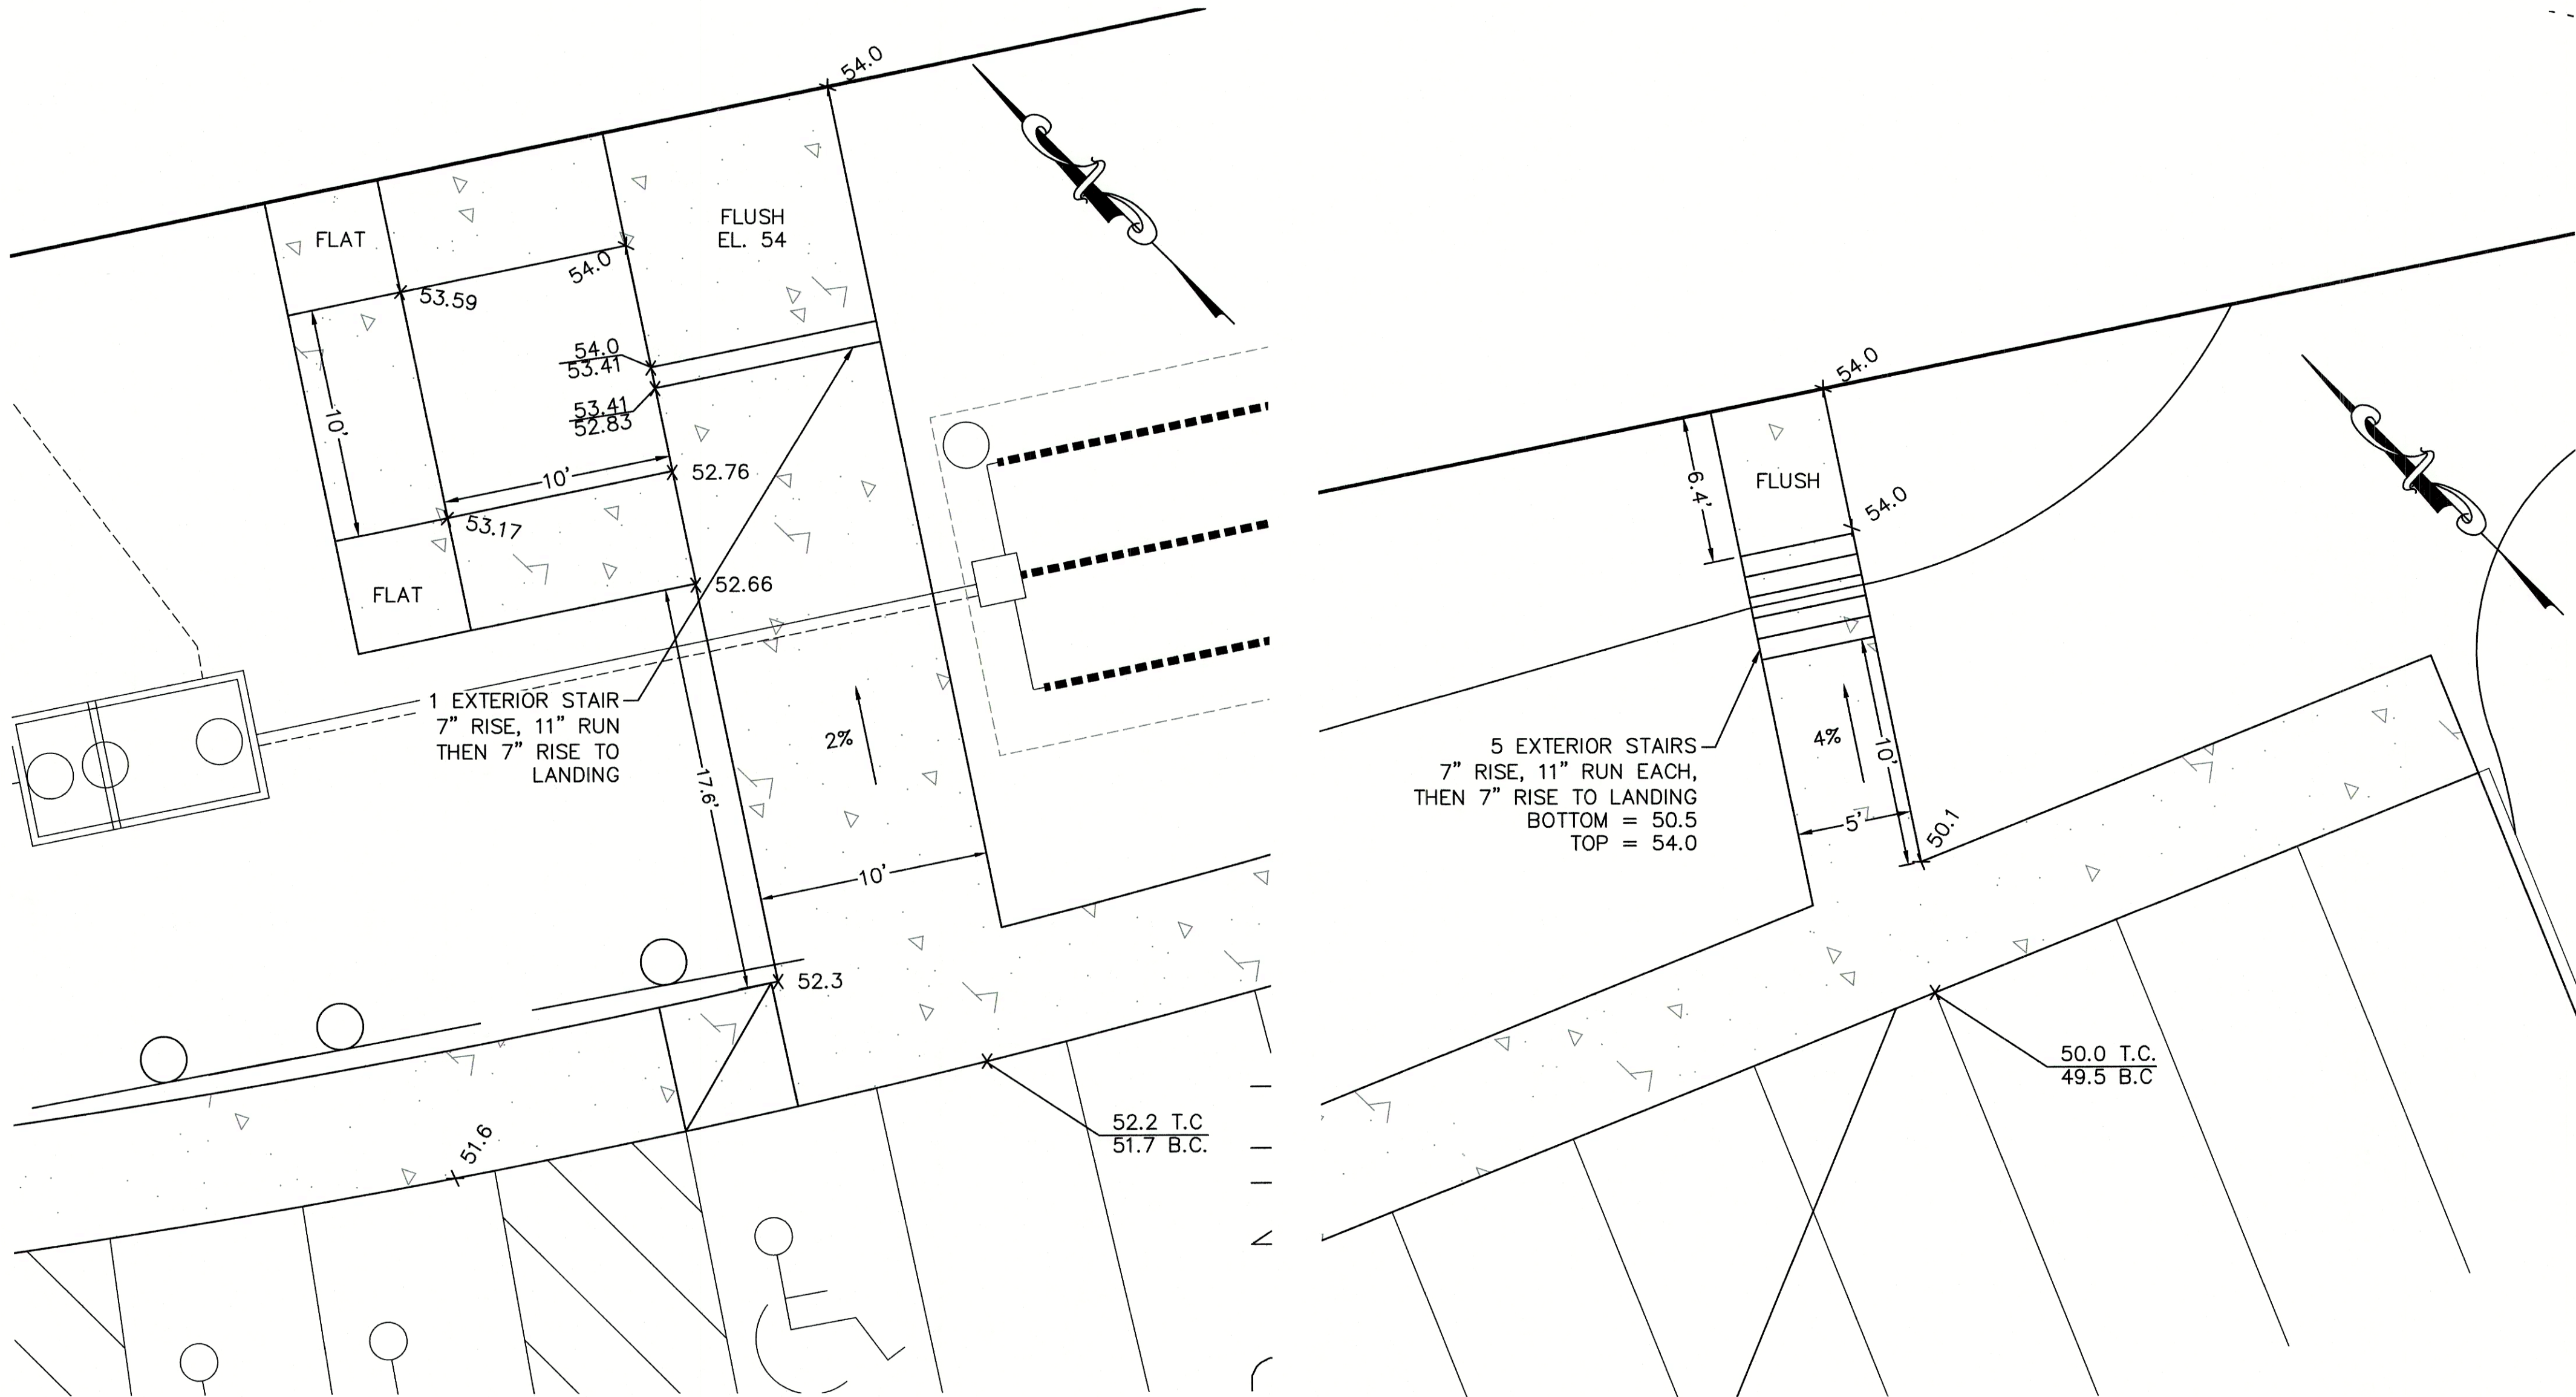 54.0
FLUSH
EL. 54
FLAT
54.0
53.59
54.0
53.41
53.41
52.83
10'
10'
52.76
53.17
52.66
FLAT
1 EXTERIOR STAIR
7" RISE, 11" RUN
THEN 7" RISE TO
LANDING
2%
17.6'
10'
52.3
52.2 T.C
51.7 B.C.
51.6
54.0
6.4'
FLUSH
54.0
5 EXTERIOR STAIRS
7" RISE, 11" RUN EACH,
THEN 7" RISE TO LANDING
BOTTOM = 50.5
TOP = 54.0
4%
10'
5'
50.1
50.0 T.C.
49.5 B.C